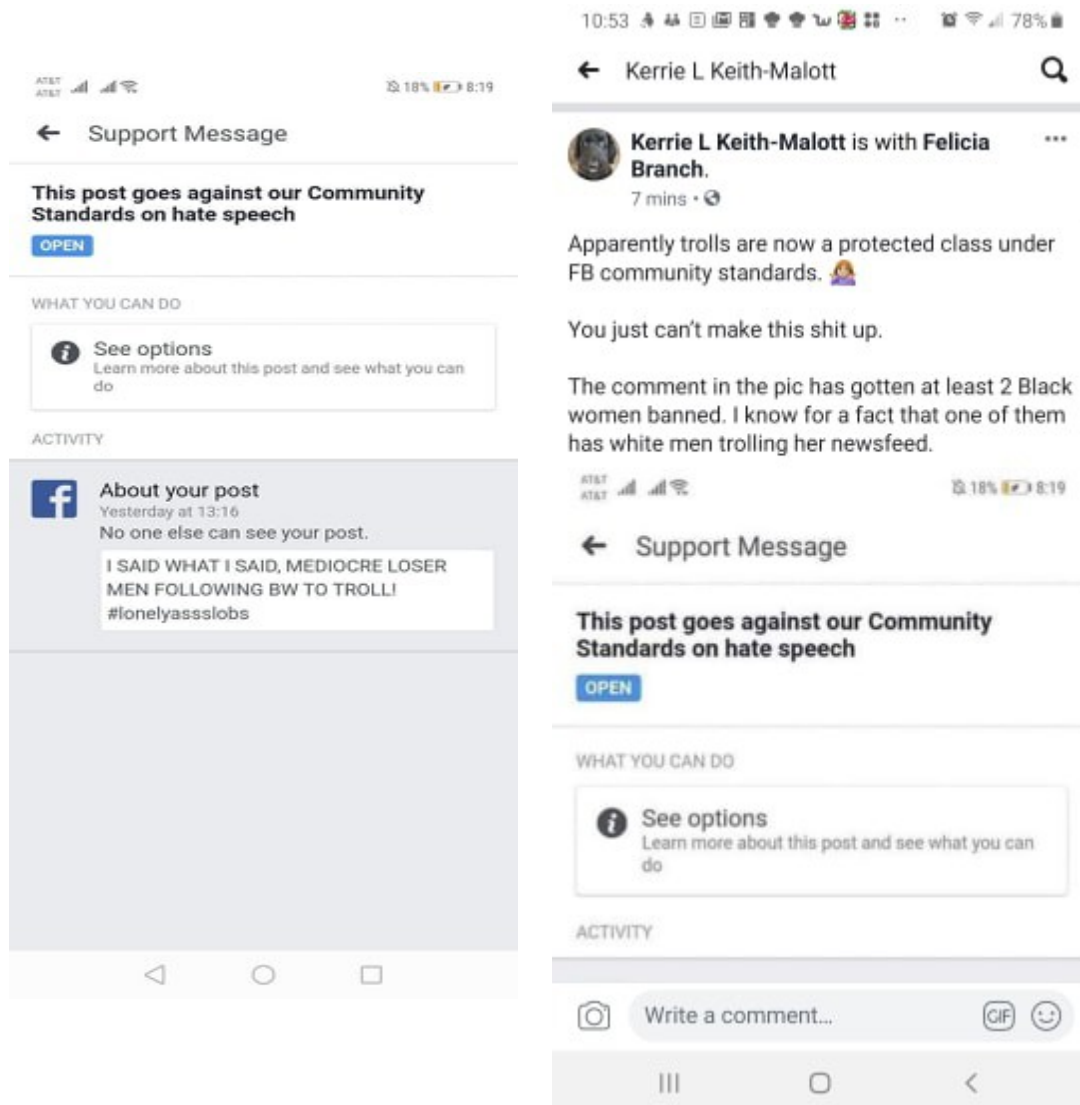 AT&T
AT&T
18% 8:19
Support Message
This post goes against our Community
Standards on hate speech
OPEN
WHAT YOU CAN DO
See options
Learn more about this post and see what you can
do
ACTIVITY
About your post
Yesterday at 13:16
No one else can see your post.
I SAID WHAT I SAID, MEDIOCRE LOSER
MEN FOLLOWING BW TO TROLL!
#lonelyassslobs
10:53 78%
Kerrie L Keith-Malott
Kerrie L Keith-Malott is with Felicia
Branch.
7 mins •
Apparently trolls are now a protected class under
FB community standards. 🤷🏼‍♀️
You just can't make this shit up.
The comment in the pic has gotten at least 2 Black
women banned. I know for a fact that one of them
has white men trolling her newsfeed.
AT&T
AT&T
18% 8:19
Support Message
This post goes against our Community
Standards on hate speech
OPEN
WHAT YOU CAN DO
See options
Learn more about this post and see what you can
do
ACTIVITY
Write a comment...
GIF